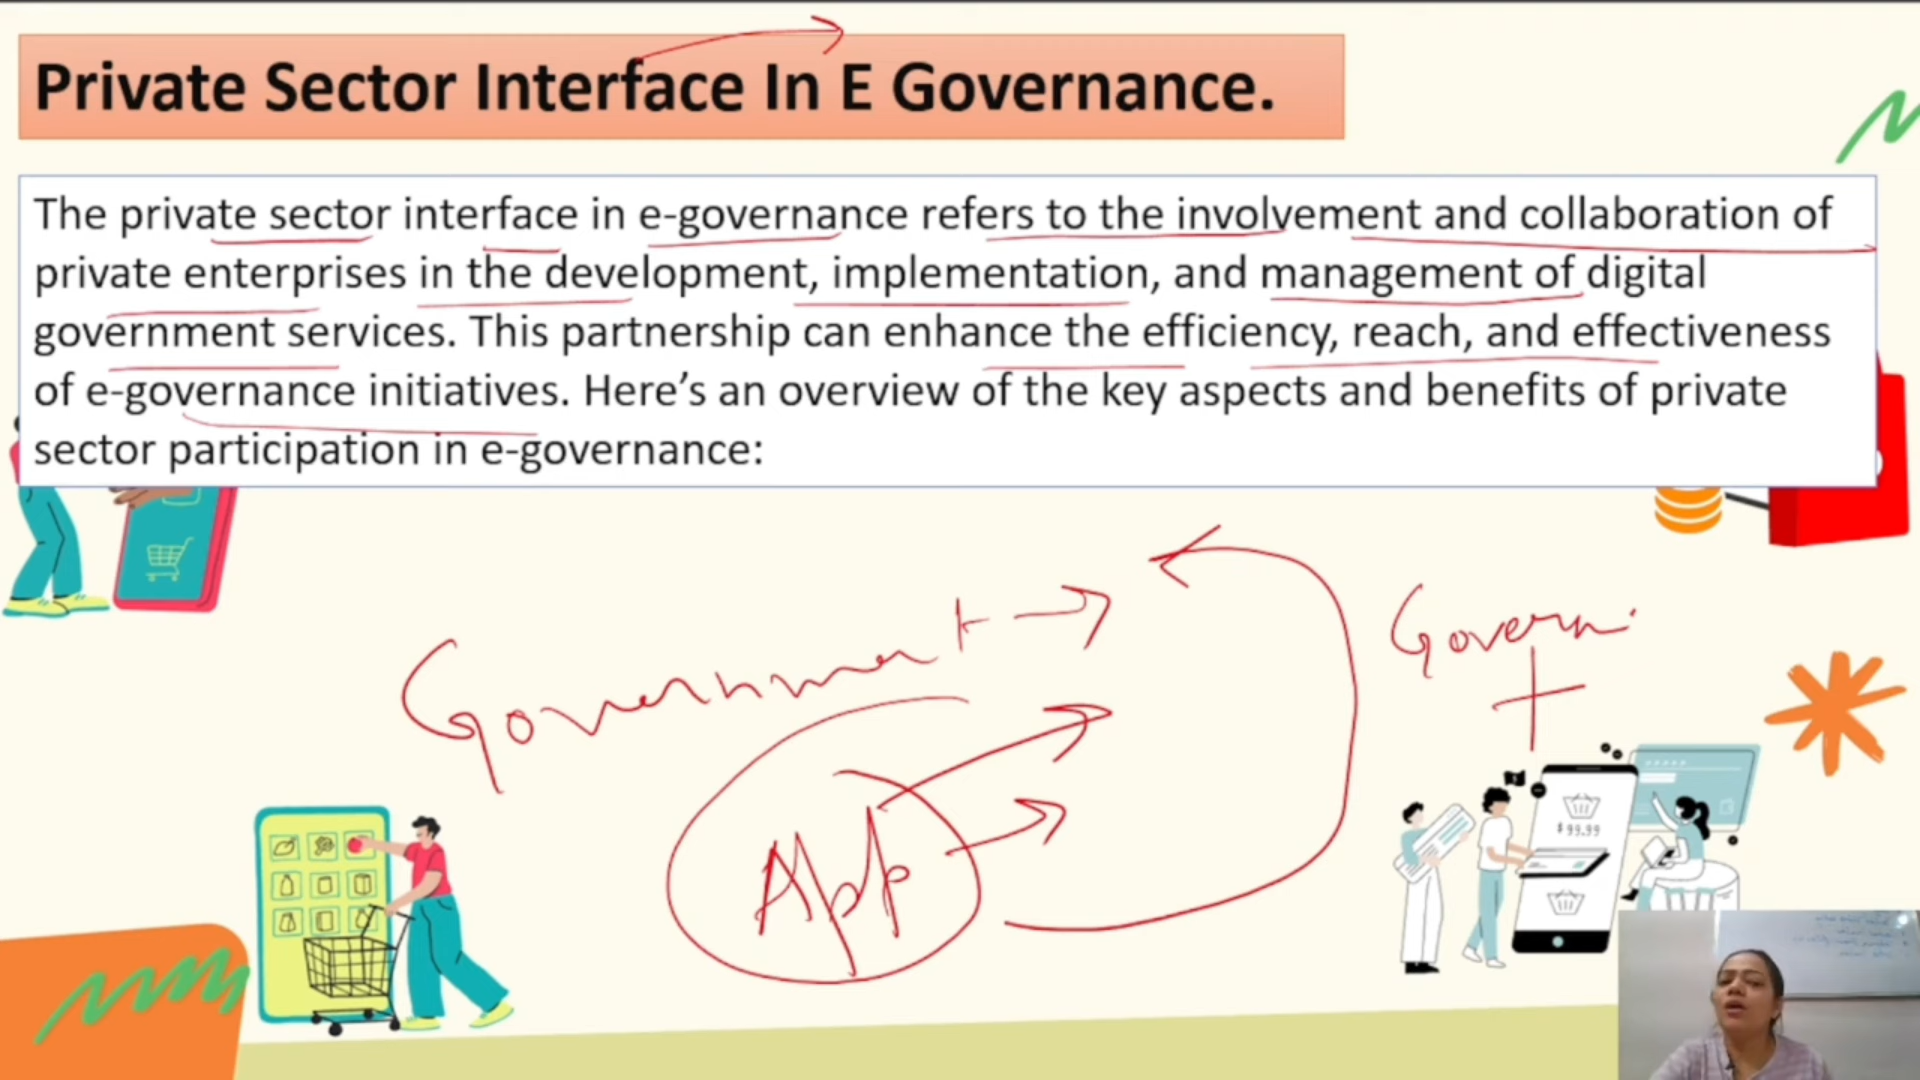 Private Sector Interface In E Governance.
The private sector interface in e-governance refers to the involvement and collaboration of
private enterprises in the development, implementation, and management of digital
government services. This partnership can enhance the efficiency, reach, and effectiveness
of e-governance initiatives. Here’s an overview of the key aspects and benefits of private
sector participation in e-governance:
Government
Govern
App
$99.99